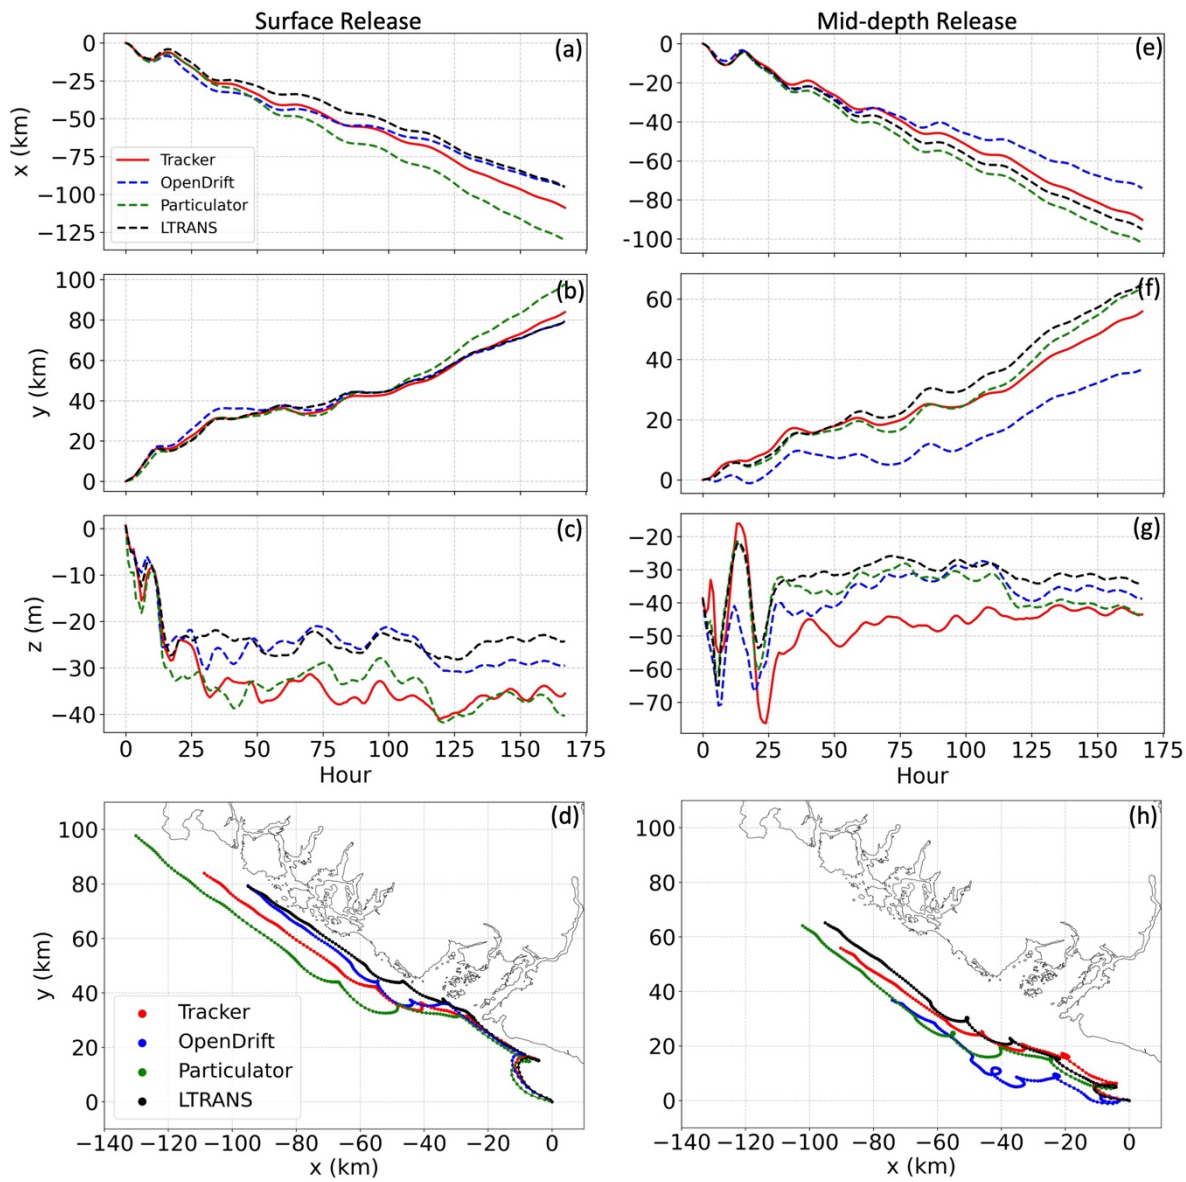 Surface Release
Mid-depth Release
(a)
0
−25
−50
−75
−100
−125
x (km)
Tracker
OpenDrift
Particulator
LTRANS
(e)
0
−20
−40
−60
−80
-100
x (km)
(b)
100
80
60
40
20
0
y (km)
(f)
60
40
20
0
y (km)
(c)
0
−10
−20
−30
−40
z (m)
0 25 50 75 100 125 150 175
Hour
(g)
−20
−30
−40
−50
−60
−70
z (m)
0 25 50 75 100 125 150 175
Hour
(d)
100
80
60
40
20
0
y (km)
Tracker
OpenDrift
Particulator
LTRANS
−140 −120 −100 −80 −60 −40 −20 0
x (km)
(h)
100
80
60
40
20
0
y (km)
−140 −120 −100 −80 −60 −40 −20 0
x (km)